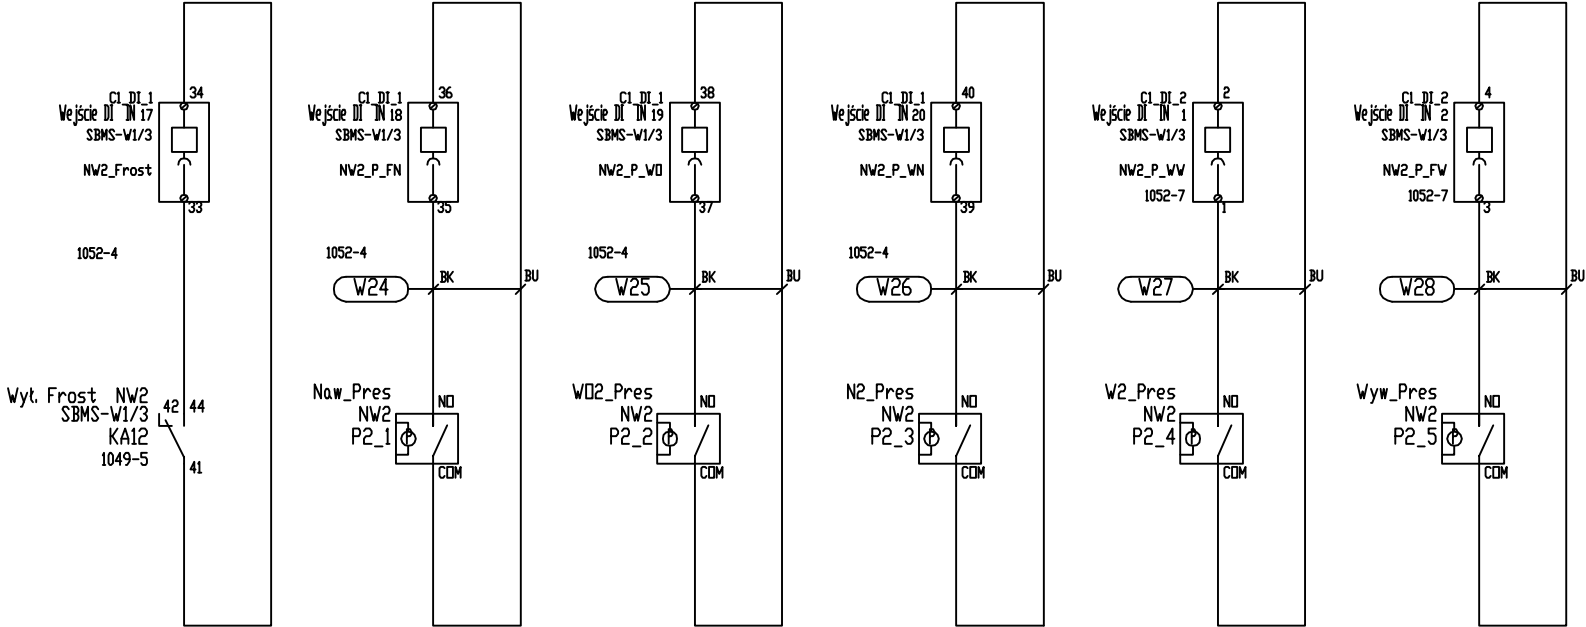 C1_DI_1
34
Wejście DI IN 17
SBMS-W1/3
NW2_Frost
33
1052-4
Wyt. Frost NW2
SBMS-W1/3
42
44
KA12
1049-5
41
C1_DI_1
36
Wejście DI IN 18
SBMS-W1/3
NW2_P_FN
35
1052-4
W24
BK
BU
Naw_Pres
NW2
NO
P2_1
P
COM
C1_DI_1
38
Wejście DI IN 19
SBMS-W1/3
NW2_P_WO
37
1052-4
W25
BK
BU
WO2_Pres
NW2
NO
P2_2
P
COM
C1_DI_1
40
Wejście DI IN 20
SBMS-W1/3
NW2_P_WN
39
1052-4
W26
BK
BU
N2_Pres
NW2
NO
P2_3
P
COM
C1_DI_2
2
Wejście DI IN 1
SBMS-W1/3
NW2_P_WW
1052-7
1
W27
BK
BU
W2_Pres
NW2
NO
P2_4
P
COM
C1_DI_2
4
Wejście DI IN 2
SBMS-W1/3
NW2_P_FW
1052-7
3
W28
BK
BU
Wyw_Pres
NW2
NO
P2_5
P
COM